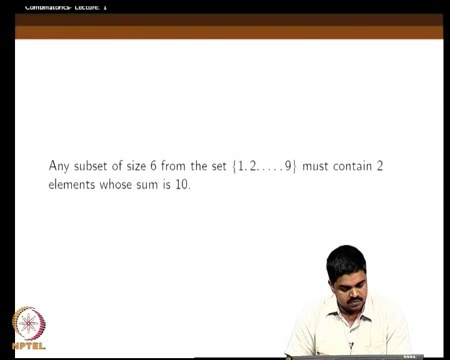 Combinatorics- Lecture: 1
Any subset of size 6 from the set {1, 2, . . . . , 9} must contain 2
elements whose sum is 10.
NPTEL